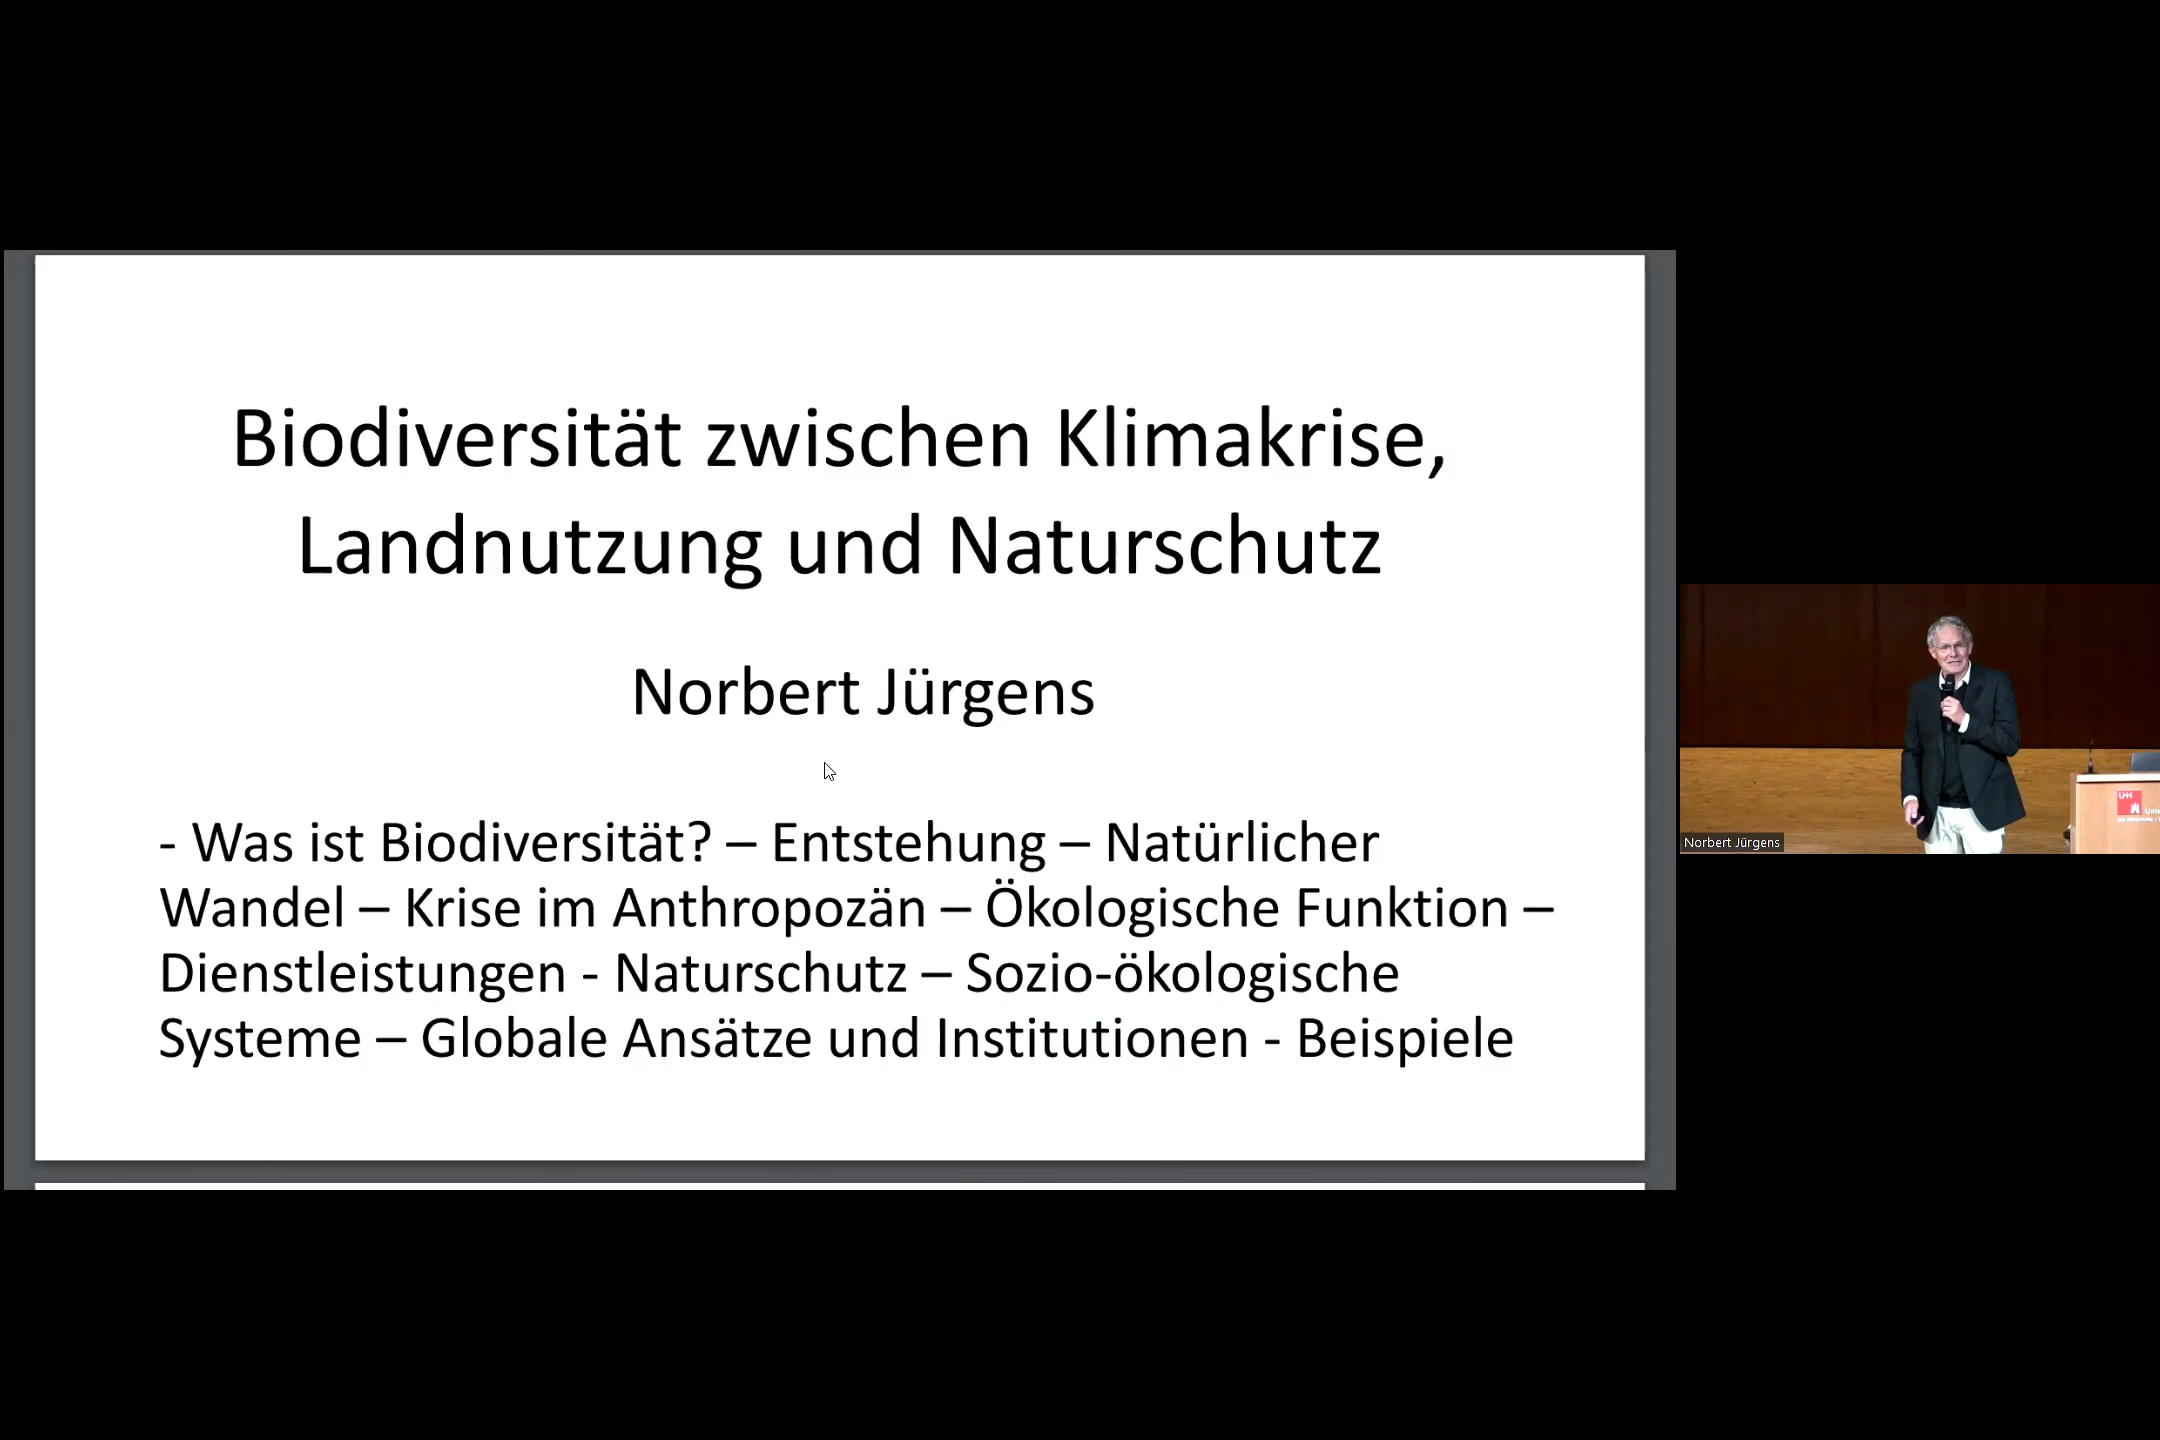 Biodiversität zwischen Klimakrise,
Landnutzung und Naturschutz
Norbert Jürgens
- Was ist Biodiversität? – Entstehung – Natürlicher
Wandel – Krise im Anthropozän – Ökologische Funktion –
Dienstleistungen - Naturschutz – Sozio-ökologische
Systeme – Globale Ansätze und Institutionen - Beispiele
Norbert Jürgens
UH